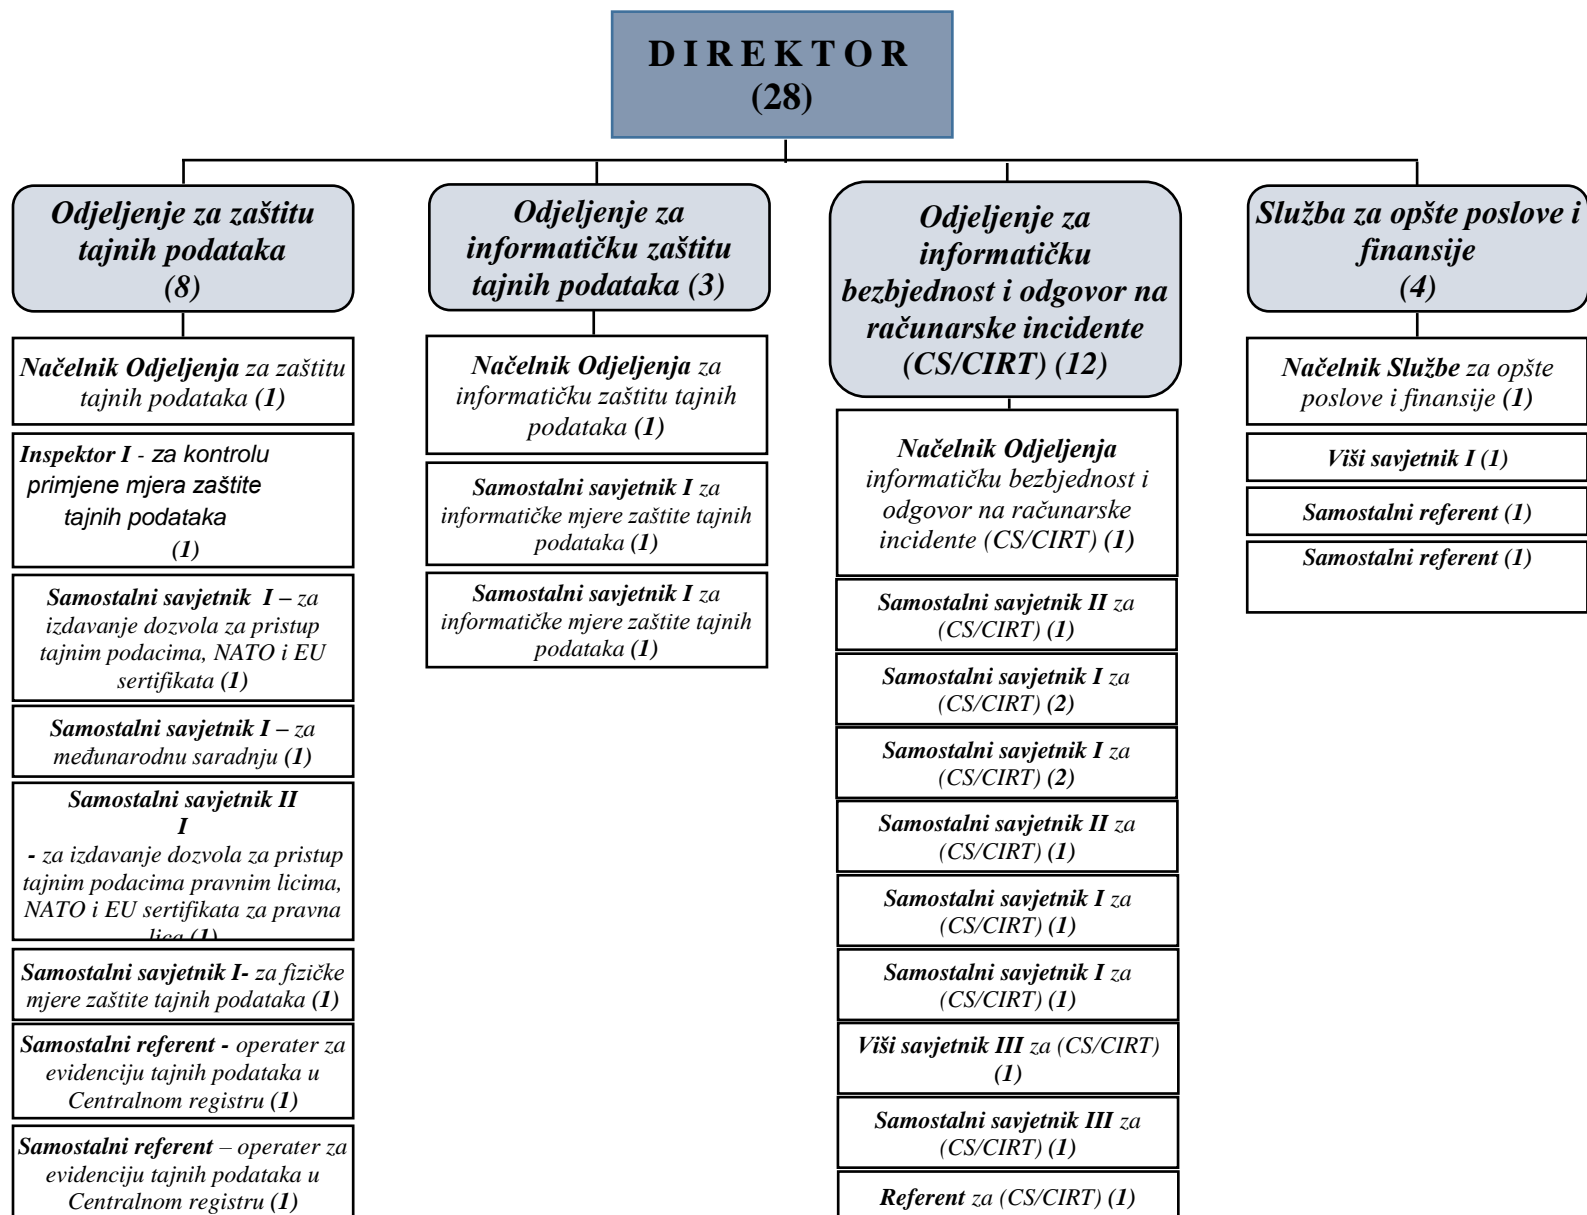 D I R E K T O R
(28)
Odjeljenje za zaštitu
tajnih podataka
(8)
Načelnik Odjeljenja za zaštitu
tajnih podataka (1)
Inspektor I - za kontrolu
primjene mjera zaštite
tajnih podataka
(1)
Samostalni savjetnik I – za
izdavanje dozvola za pristup
tajnim podacima, NATO i EU
sertifikata (1)
Samostalni savjetnik I – za
međunarodnu saradnju (1)
Samostalni savjetnik II
I
- za izdavanje dozvola za pristup
tajnim podacima pravnim licima,
NATO i EU sertifikata za pravna
lica (1)
Samostalni savjetnik I- za fizičke
mjere zaštite tajnih podataka (1)
Samostalni referent - operater za
evidenciju tajnih podataka u
Centralnom registru (1)
Samostalni referent – operater za
evidenciju tajnih podataka u
Centralnom registru (1)
Odjeljenje za
informatičku zaštitu
tajnih podataka (3)
Načelnik Odjeljenja za
informatičku zaštitu tajnih
podataka (1)
Samostalni savjetnik I za
informatičke mjere zaštite tajnih
podataka (1)
Samostalni savjetnik I za
informatičke mjere zaštite tajnih
podataka (1)
Odjeljenje za
informatičku
bezbjednost i odgovor na
računarske incidente
(CS/CIRT) (12)
Načelnik Odjeljenja
informatičku bezbjednost i
odgovor na računarske
incidente (CS/CIRT) (1)
Samostalni savjetnik II za
(CS/CIRT) (1)
Samostalni savjetnik I za
(CS/CIRT) (2)
Samostalni savjetnik I za
(CS/CIRT) (2)
Samostalni savjetnik II za
(CS/CIRT) (1)
Samostalni savjetnik I za
(CS/CIRT) (1)
Samostalni savjetnik I za
(CS/CIRT) (1)
Viši savjetnik III za (CS/CIRT)
(1)
Samostalni savjetnik III za
(CS/CIRT) (1)
Referent za (CS/CIRT) (1)
Služba za opšte poslove i
finansije
(4)
Načelnik Službe za opšte
poslove i finansije (1)
Viši savjetnik I (1)
Samostalni referent (1)
Samostalni referent (1)